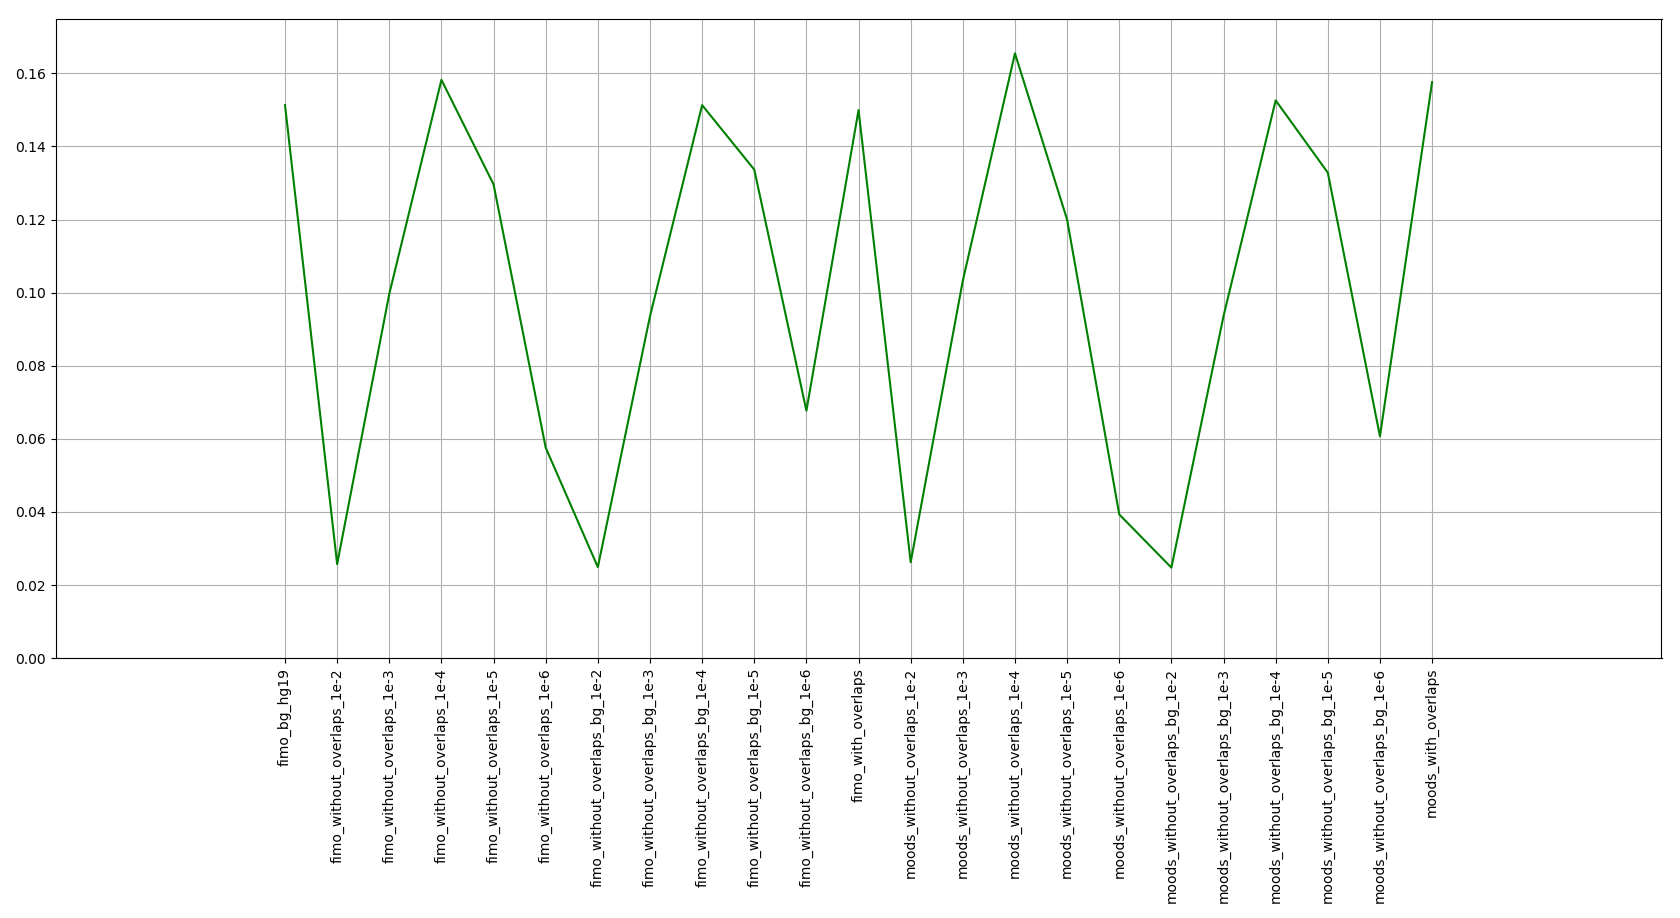 0.16
0.14
0.12
0.10
0.08
0.06
0.04
0.02
0.00
fimo_bg_hg19
fimo_without_overlaps_1e-2
fimo_without_overlaps_1e-3
fimo_without_overlaps_1e-4
fimo_without_overlaps_1e-5
fimo_without_overlaps_1e-6
fimo_without_overlaps_bg_1e-2
fimo_without_overlaps_bg_1e-3
fimo_without_overlaps_bg_1e-4
fimo_without_overlaps_bg_1e-5
fimo_without_overlaps_bg_1e-6
fimo_with_overlaps
moods_without_overlaps_1e-2
moods_without_overlaps_1e-3
moods_without_overlaps_1e-4
moods_without_overlaps_1e-5
moods_without_overlaps_1e-6
moods_without_overlaps_bg_1e-2
moods_without_overlaps_bg_1e-3
moods_without_overlaps_bg_1e-4
moods_without_overlaps_bg_1e-5
moods_without_overlaps_bg_1e-6
moods_with_overlaps